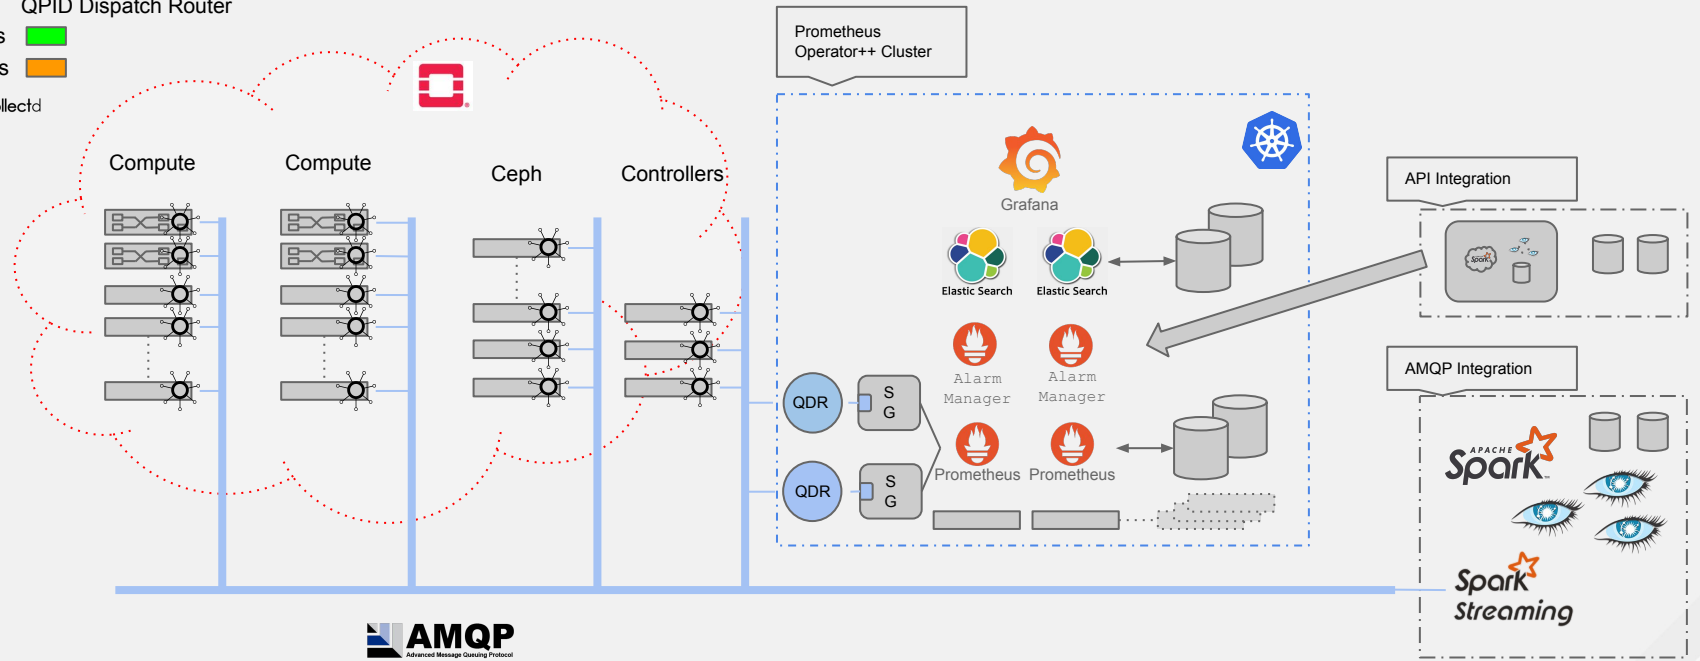 QPID Dispatch Router
Prometheus
Operator++ Cluster
Compute
Compute
Ceph
Controllers
Grafana
Elastic Search
Elastic Search
Alarm
Manager
Alarm
Manager
QDR
S
G
QDR
S
G
Prometheus
Prometheus
API Integration
Spark
AMQP Integration
APACHE
Spark
Spark
Streaming
AMQP
Advanced Message Queuing Protocol